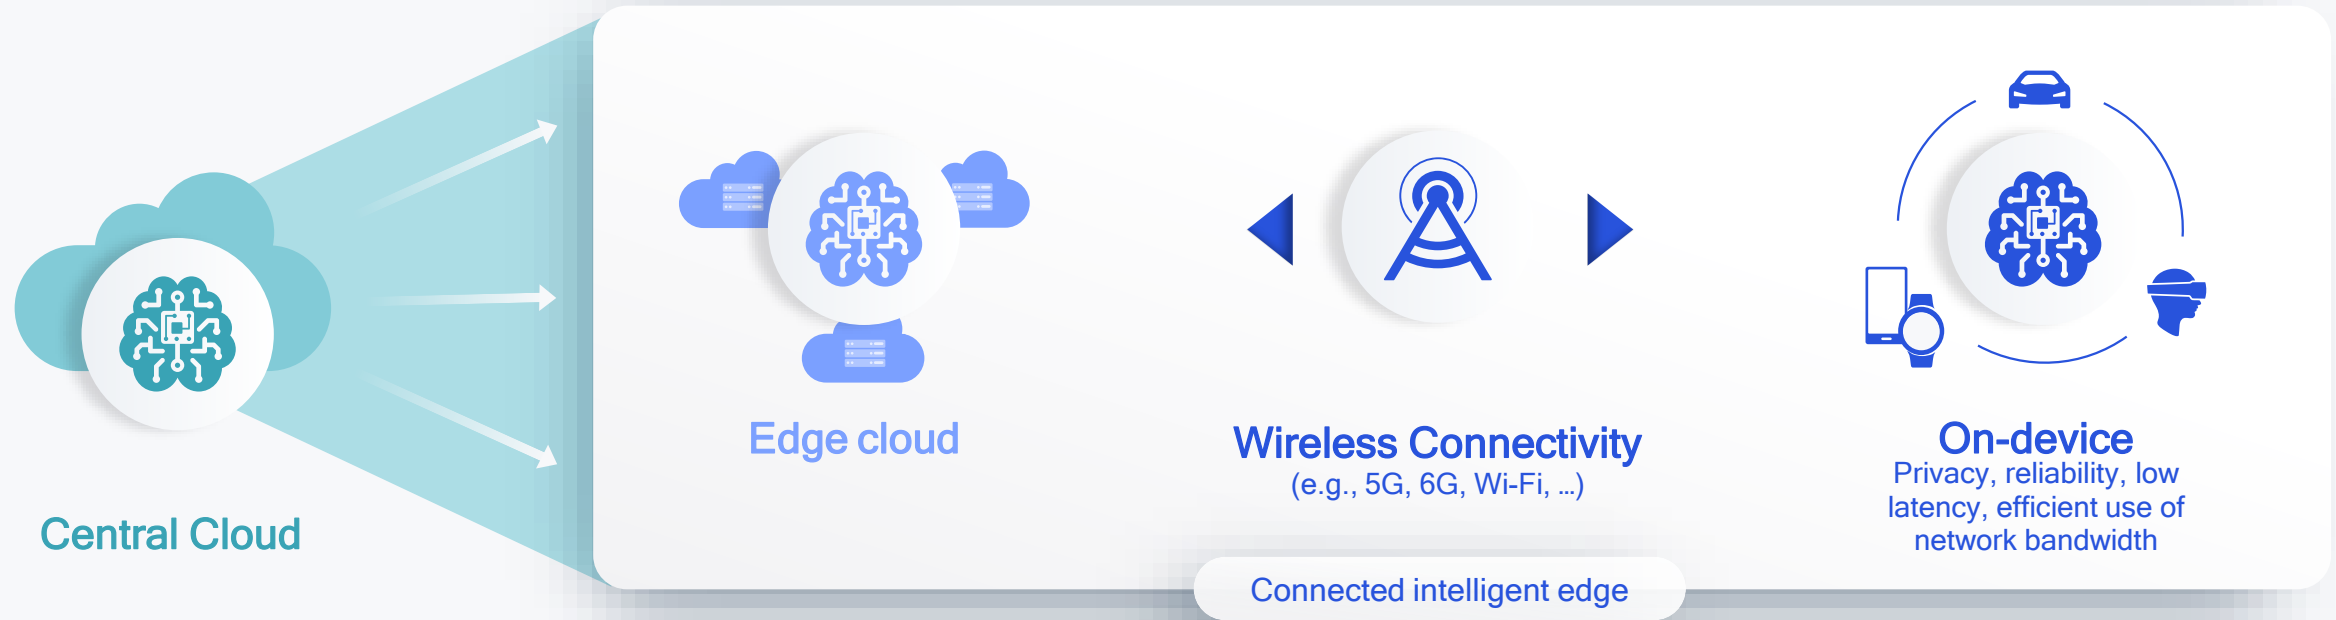 Central Cloud
Edge cloud
Wireless Connectivity
(e.g., 5G, 6G, Wi-Fi, ...)
On-device
Privacy, reliability, low
latency, efficient use of
network bandwidth
Connected intelligent edge